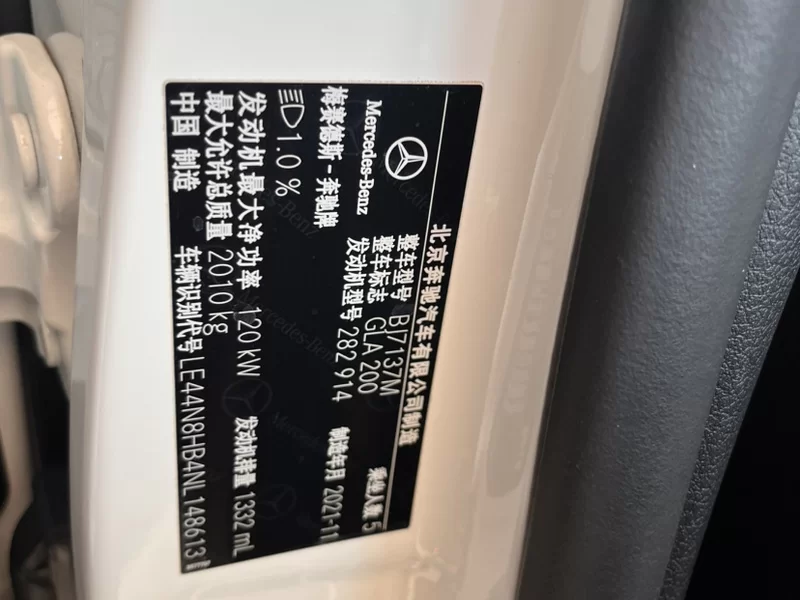 北京奔驰汽车有限公司制造
Mercedes-Benz
梅赛德斯-奔驰牌
整车型号 BJ7137M 乘坐人数 5
整车标志 GLA 200
发动机型号 282 914 制造年月 2021-11
1.0 %
发动机最大净功率 120 kW 发动机排量 1332 mL
最大允许总质量 2010 kg
中国 制造 车辆识别代号 LE44N8HB4NL148613